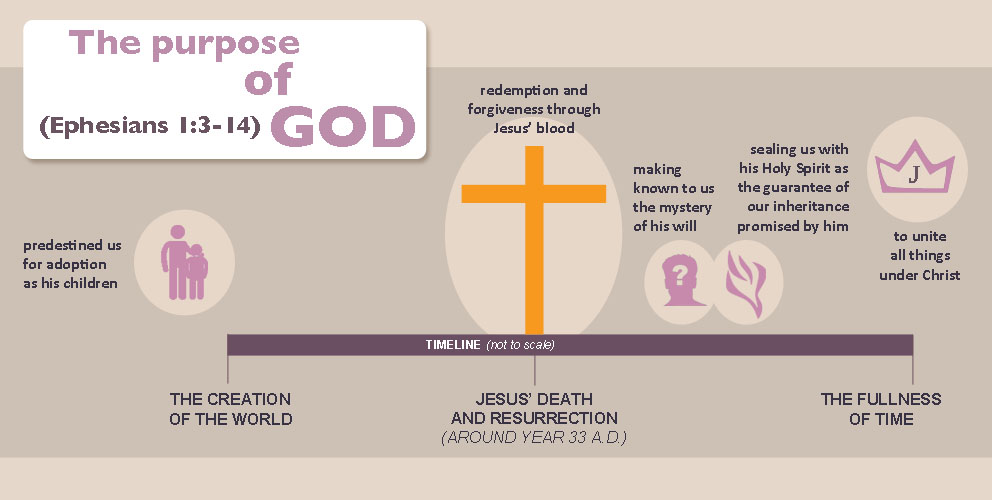 The purpose
of
(Ephesians 1:3-14) GOD
predestined us
for adoption
as his children
redemption and
forgiveness through
Jesus' blood
making
known to us
the mystery
of his will
?
sealing us with
his Holy Spirit as
the guarantee of
our inheritance
promised by him
J
to unite
all things
under Christ
TIMELINE (not to scale)
THE CREATION
OF THE WORLD
JESUS' DEATH
AND RESURRECTION
(AROUND YEAR 33 A.D.)
THE FULLNESS
OF TIME